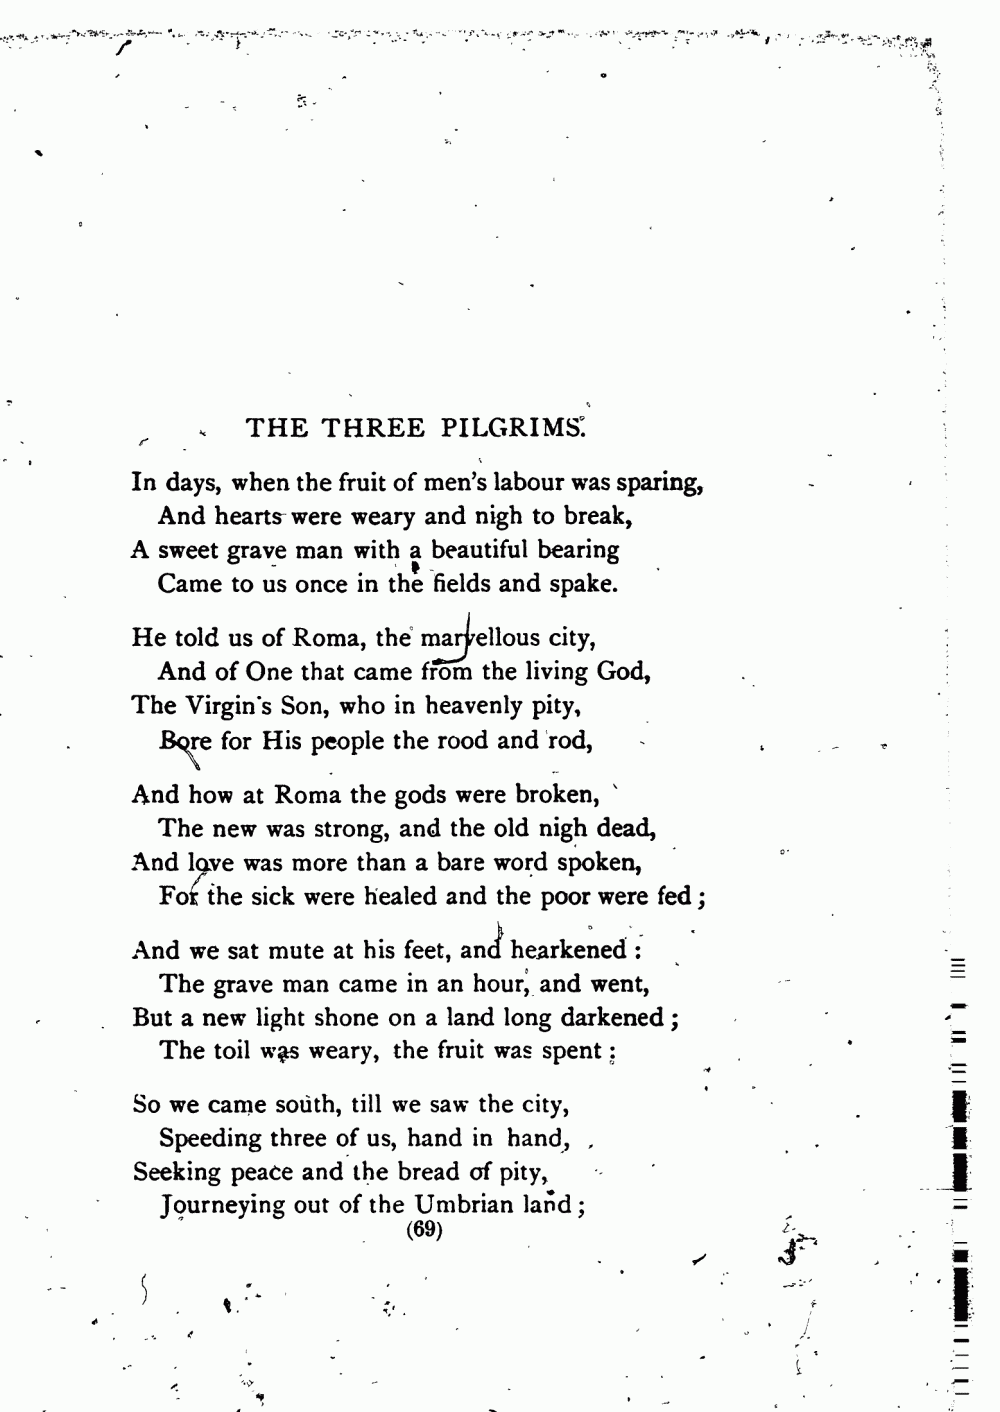 THE THREE PILGRIMS.
In days, when the fruit of men's labour was sparing,
And hearts were weary and nigh to break,
A sweet grave man with a beautiful bearing
Came to us once in the fields and spake.
He told us of Roma, the marvellous city,
And of One that came from the living God,
The Virgin's Son, who in heavenly pity,
Bore for His people the rood and rod,
And how at Roma the gods were broken,
The new was strong, and the old nigh dead,
And love was more than a bare word spoken,
For the sick were healed and the poor were fed ;
And we sat mute at his feet, and hearkened :
The grave man came in an hour, and went,
But a new light shone on a land long darkened ;
The toil was weary, the fruit was spent :
So we came south, till we saw the city,
Speeding three of us, hand in hand,
Seeking peace and the bread of pity,
Journeying out of the Umbrian land ;
(69)